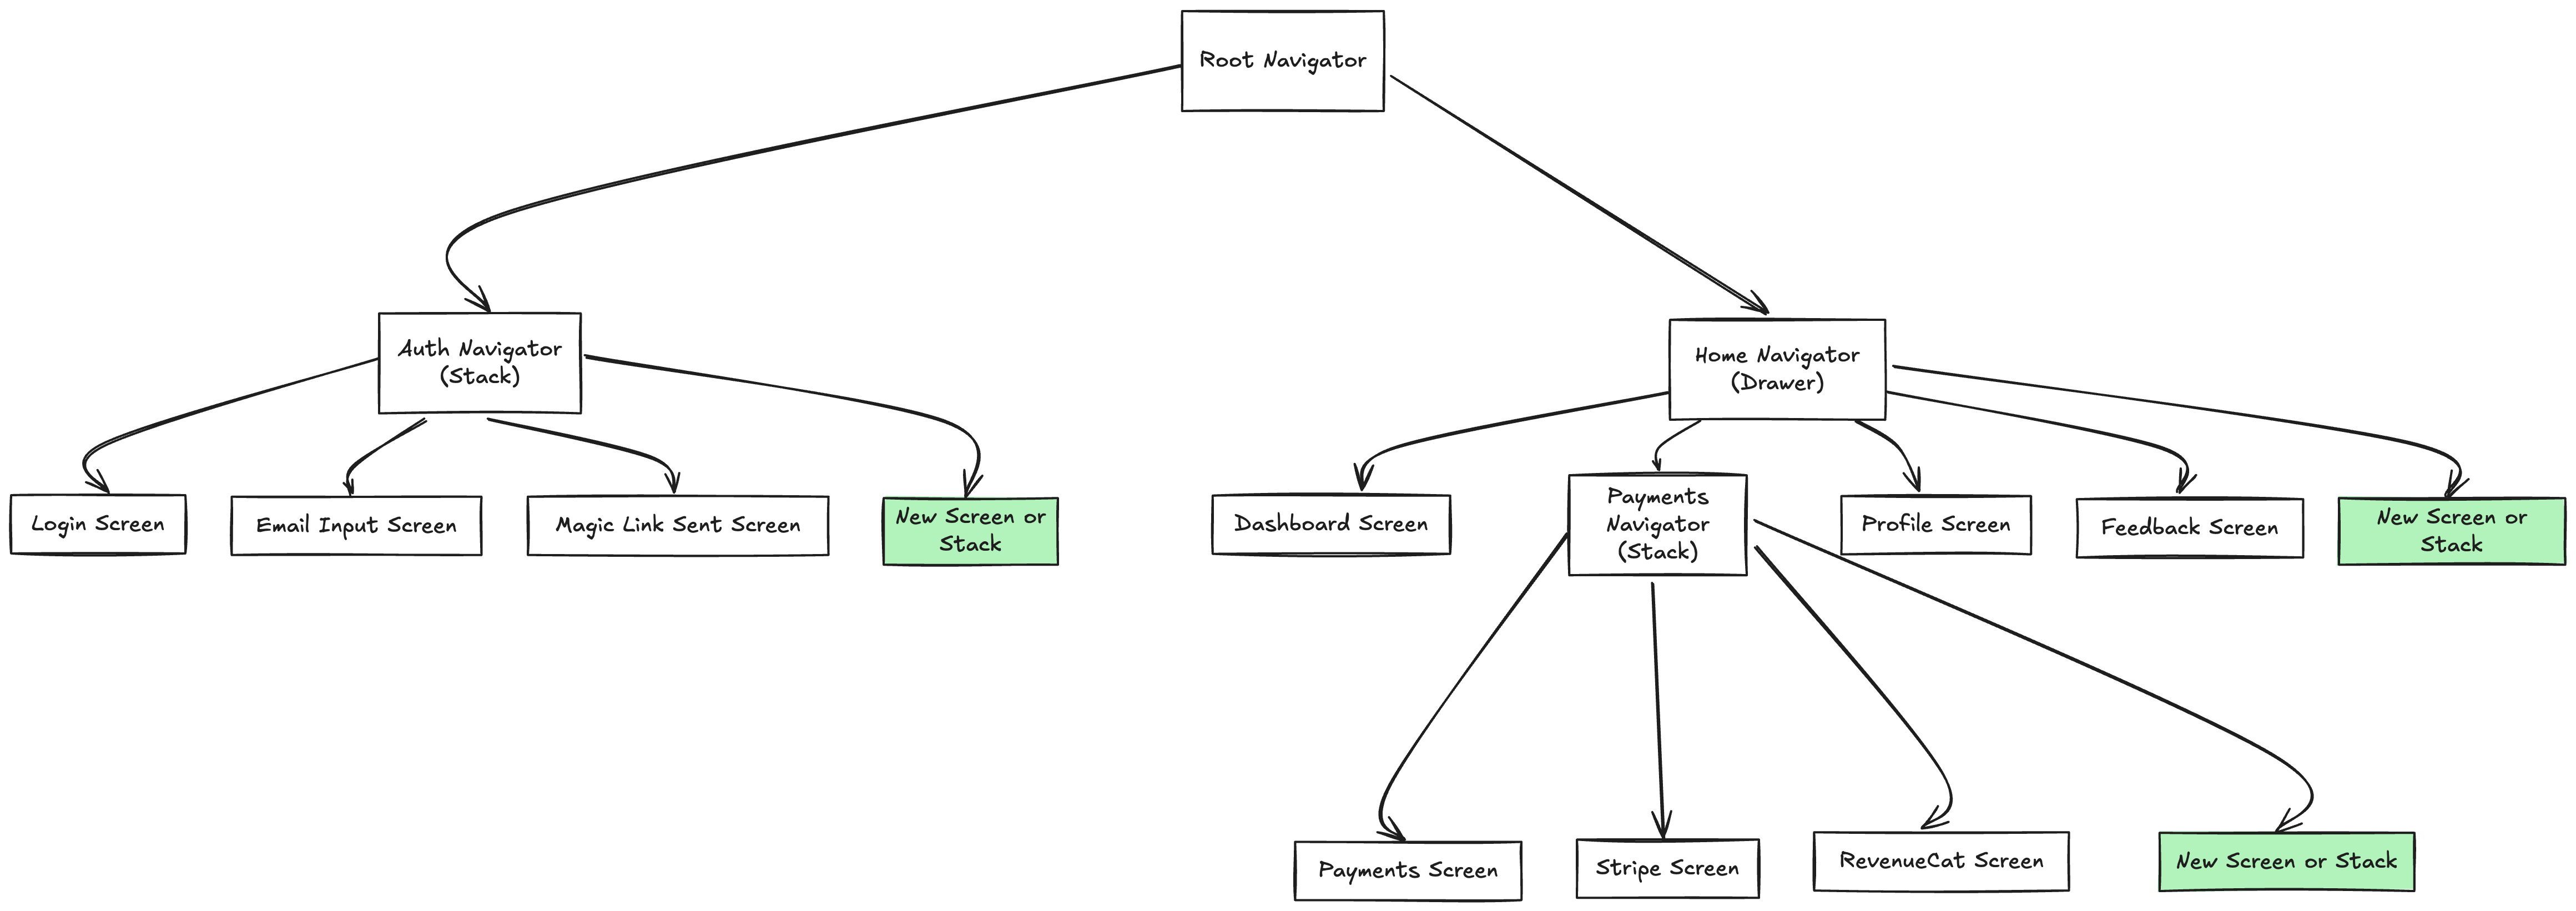 Root Navigator
Auth Navigator
(Stack)
Home Navigator
(Drawer)
Login Screen
Email Input Screen
Magic Link Sent Screen
New Screen or
Stack
Dashboard Screen
Payments
Navigator
(Stack)
Profile Screen
Feedback Screen
New Screen or
Stack
Payments Screen
Stripe Screen
RevenueCat Screen
New Screen or Stack